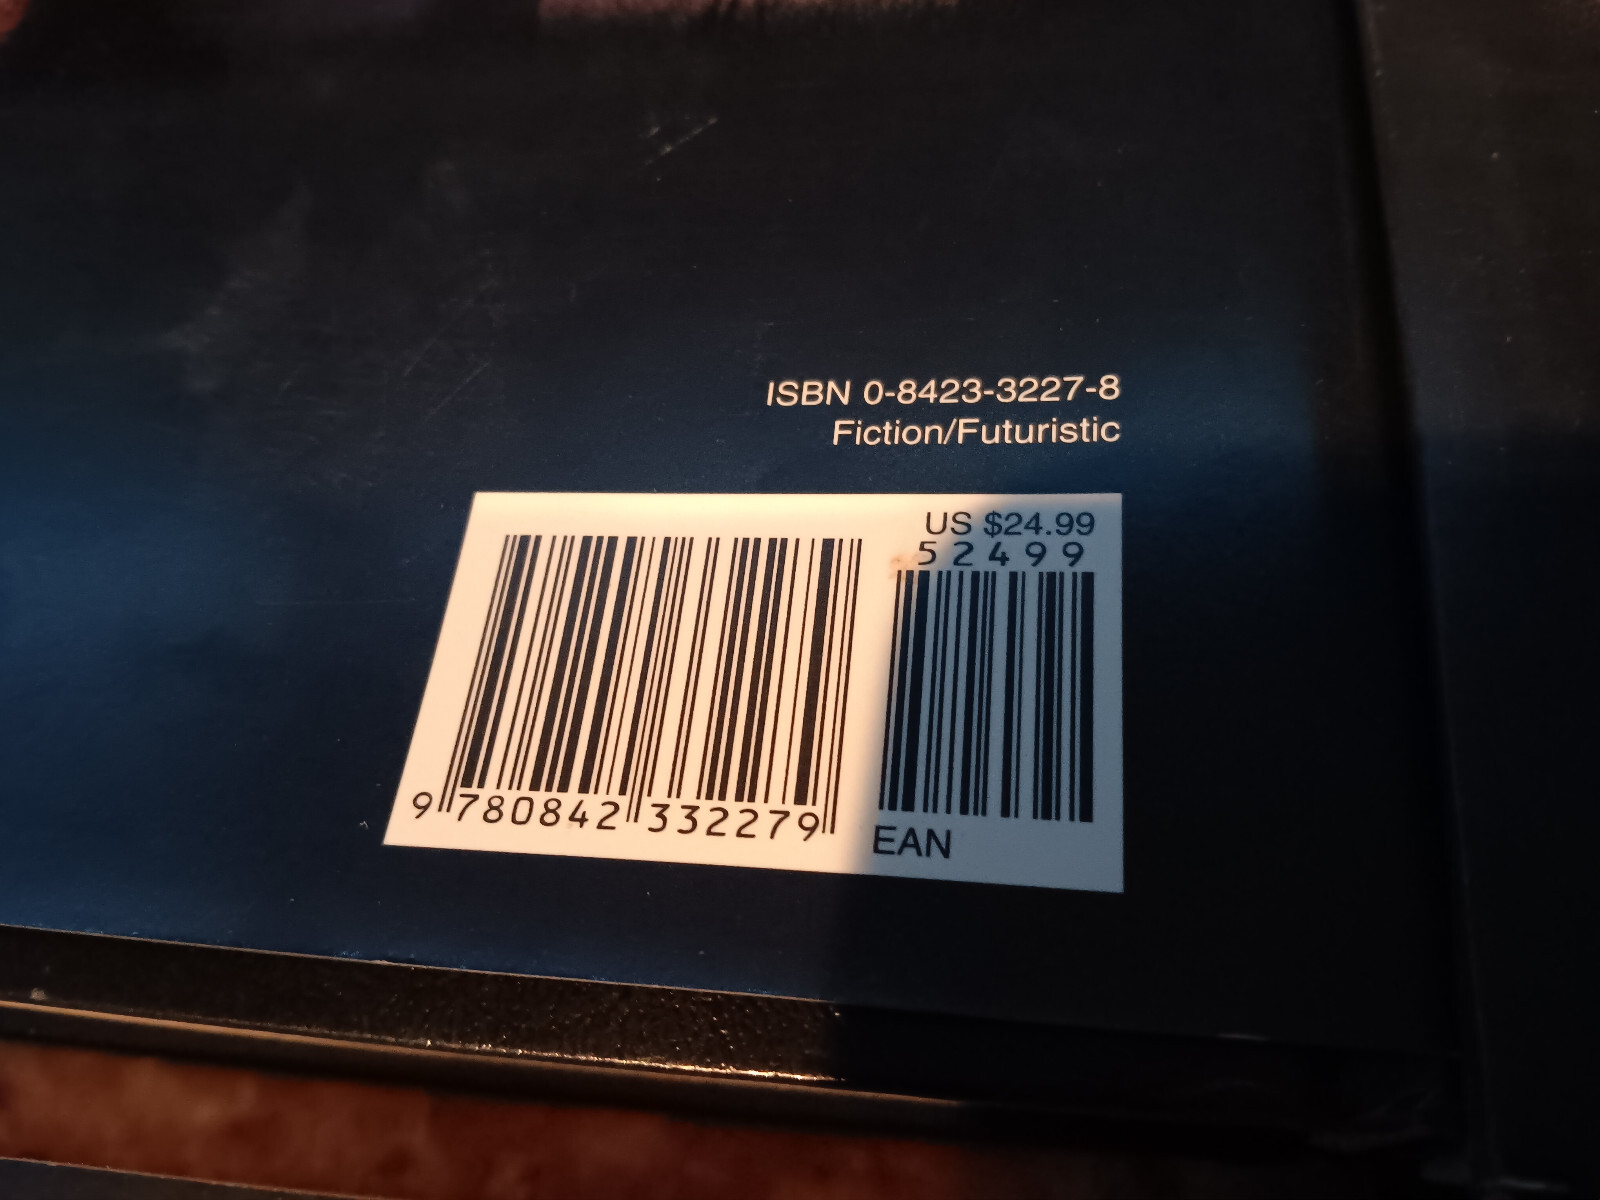 ISBN 0-8423-3227-8
Fiction/Futuristic
US $24.99
52499
9 780842 332279
EAN